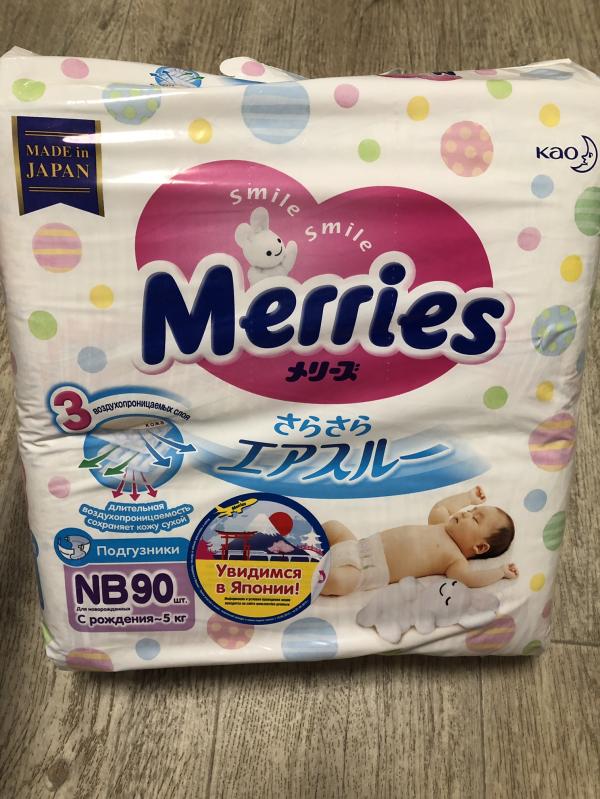 MADE in
JAPAN
Kao
Smile Smile
Merries
メリーズ
3 воздухопроницаемых слоя
кожа
さらさら
エアスルー
длительная
воздухопроницаемость
сохраняет кожу сухой
Подгузники
NB90 шт.
Для новорожденных
С рождения~5 кг
Увидимся
в Японии!